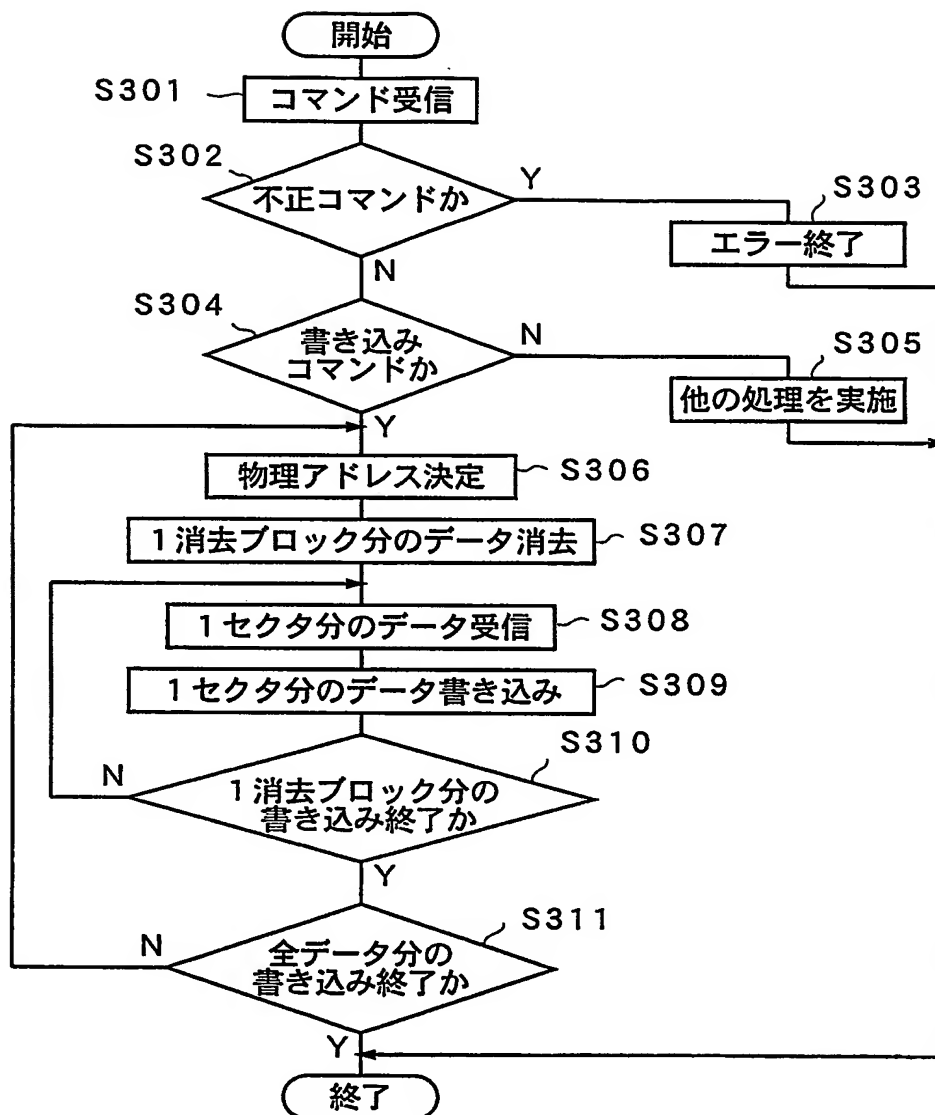 開始
S301
コマンド受信
S302
不正コマンドか
Y
N
S303
エラー終了
S304
書き込み
コマンドか
N
Y
S305
他の処理を実施
物理アドレス決定
S306
1消去ブロック分のデータ消去
S307
1セクタ分のデータ受信
S308
1セクタ分のデータ書き込み
S309
S310
N
1消去ブロック分の
書き込み終了か
Y
S311
N
全データ分の
書き込み終了か
Y
終了